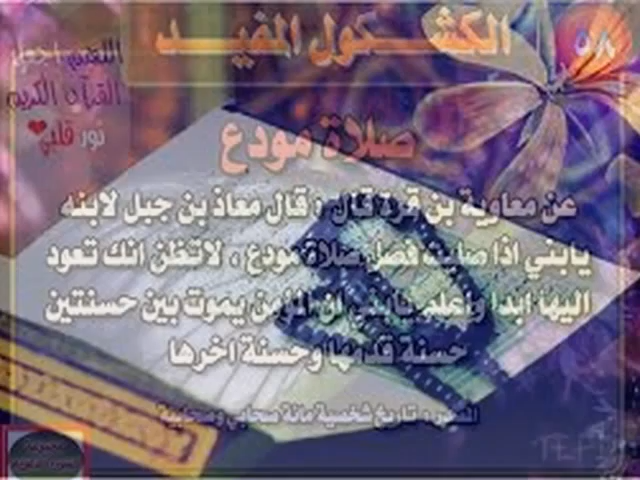 الكشكول المفيد
٥٨
اللهم اجعل
القران الكريم
نور قلبي
صلاة مودع
عن معاوية بن قرة قال ، قال معاذ بن جبل لابنه
يابني اذا صليت فصل صلاة مودع ، لاتظن انك تعود
اليها ابدا واعلم يابني ان المؤمن يموت بين حسنتين
حسنة قدمها وحسنة اخرها
المصدر ، تاريخ شخصية مائة صحابي وصحابية